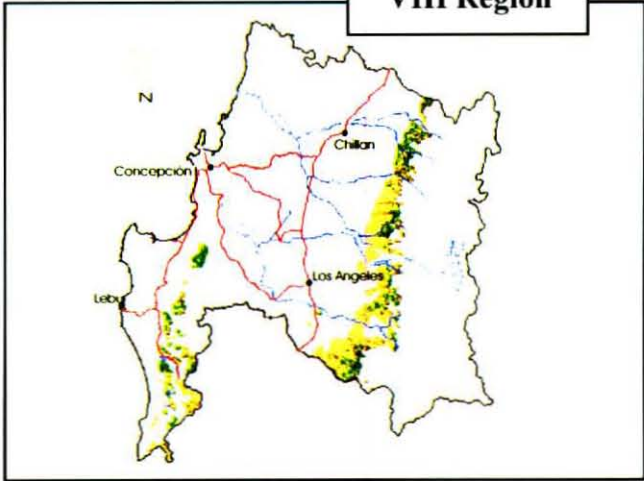 VIII Región
N
Chillan
Concepción
Los Angeles
Lebu